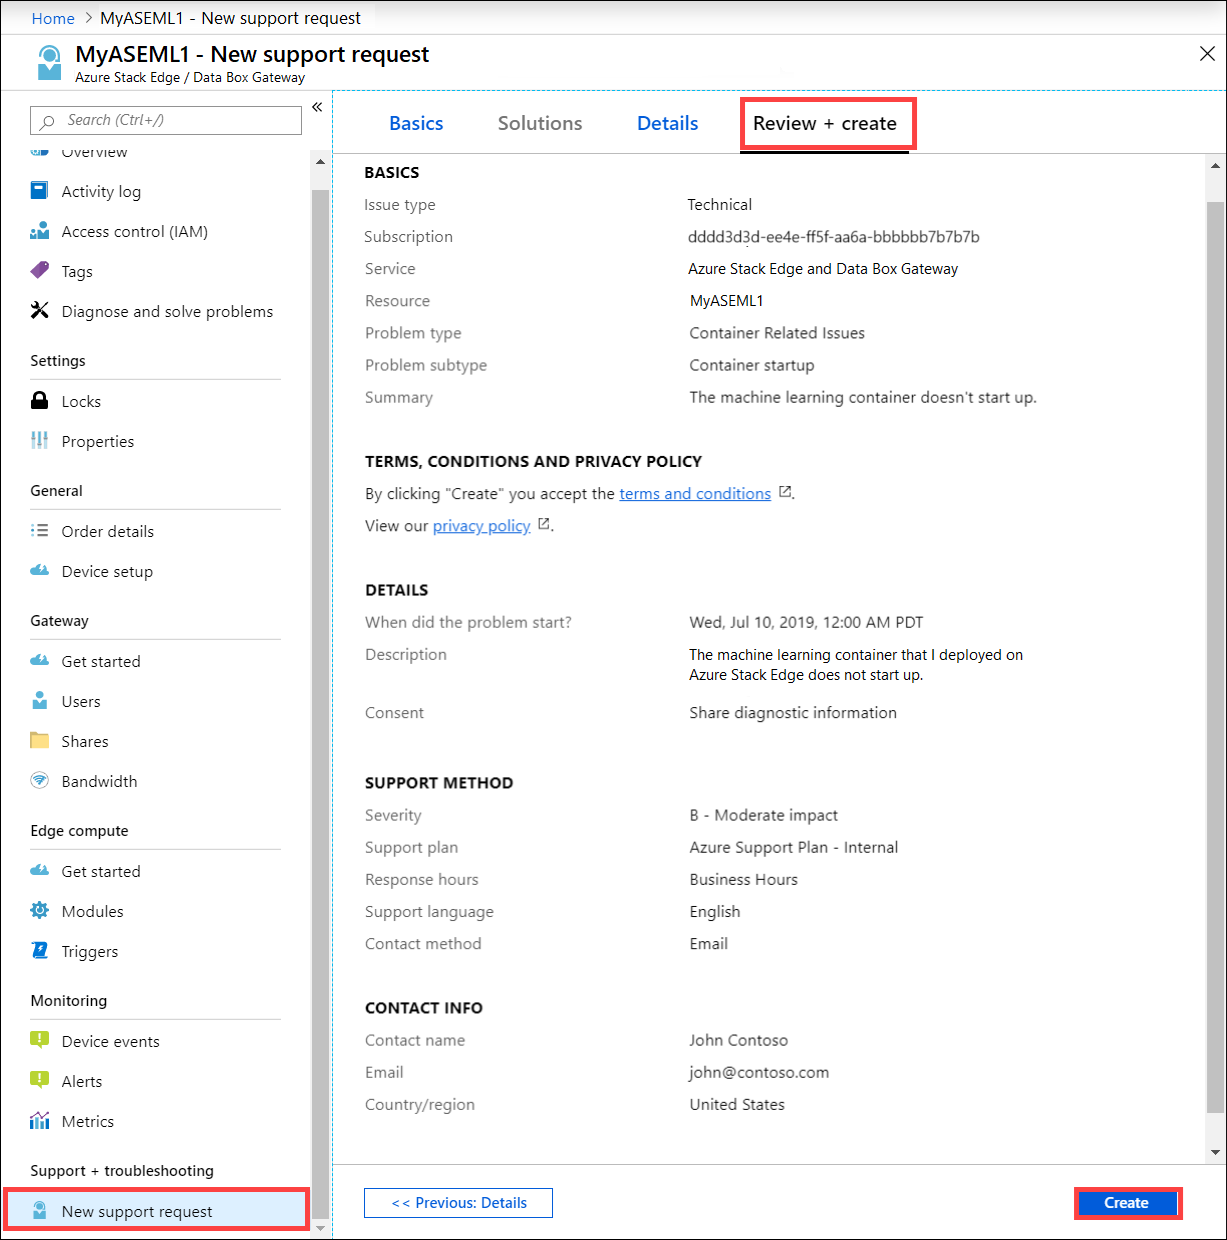 Home > MyASEML1 - New support request
MyASEML1 - New support request
Azure Stack Edge / Data Box Gateway
Search (Ctrl+/)
«
Overview
Activity log
Access control (IAM)
Tags
Diagnose and solve problems
Settings
Locks
Properties
General
Order details
Device setup
Gateway
Get started
Users
Shares
Bandwidth
Edge compute
Get started
Modules
Triggers
Monitoring
Device events
Alerts
Metrics
Support + troubleshooting
New support request
Basics Solutions Details Review + create
BASICS
Issue type Technical
Subscription dddd3d3d-ee4e-ff5f-aa6a-bbbbbb7b7b7b
Service Azure Stack Edge and Data Box Gateway
Resource MyASEML1
Problem type Container Related Issues
Problem subtype Container startup
Summary The machine learning container doesn't start up.
TERMS, CONDITIONS AND PRIVACY POLICY
By clicking "Create" you accept the terms and conditions.
View our privacy policy.
DETAILS
When did the problem start? Wed, Jul 10, 2019, 12:00 AM PDT
Description The machine learning container that I deployed on
Azure Stack Edge does not start up.
Consent Share diagnostic information
SUPPORT METHOD
Severity B - Moderate impact
Support plan Azure Support Plan - Internal
Response hours Business Hours
Support language English
Contact method Email
CONTACT INFO
Contact name John Contoso
Email john@contoso.com
Country/region United States
<< Previous: Details
Create